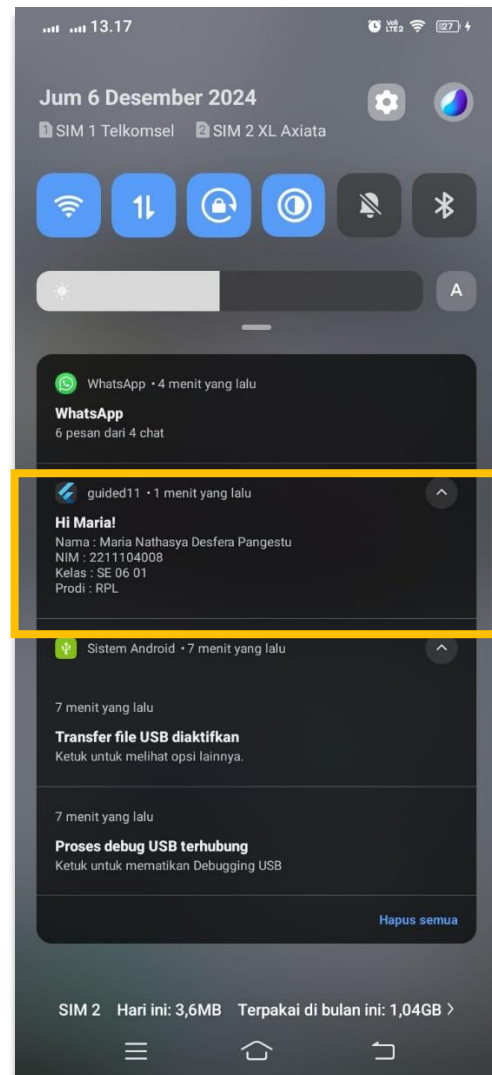 13.17
VoLTE2
27
Jum 6 Desember 2024
1 SIM 1 Telkomsel 2 SIM 2 XL Axiata
A
WhatsApp • 4 menit yang lalu
WhatsApp
6 pesan dari 4 chat
guided11 • 1 menit yang lalu
Hi Maria!
Nama : Maria Nathasya Desfera Pangestu
NIM : 2211104008
Kelas : SE 06 01
Prodi : RPL
Sistem Android • 7 menit yang lalu
7 menit yang lalu
Transfer file USB diaktifkan
Ketuk untuk melihat opsi lainnya.
7 menit yang lalu
Proses debug USB terhubung
Ketuk untuk mematikan Debugging USB
Hapus semua
SIM 2 Hari ini: 3,6MB Terpakai di bulan ini: 1,04GB >